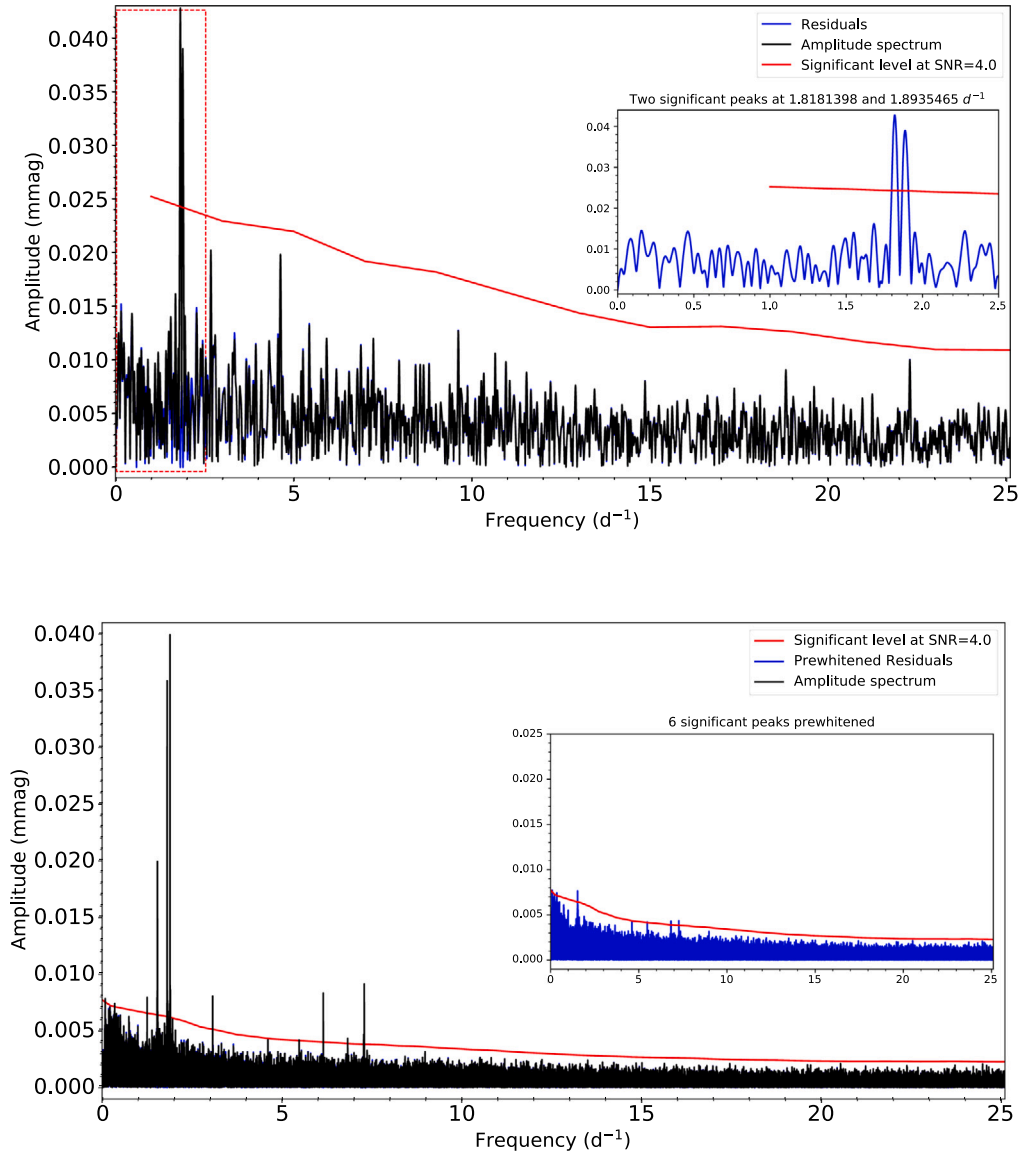 0.040
0.035
0.030
0.025
0.020
0.015
0.010
0.005
0.000
Amplitude (mmag)
Residuals
Amplitude spectrum
Significant level at SNR=4.0
Two significant peaks at 1.8181398 and 1.8935465 d⁻¹
0.04
0.03
0.02
0.01
0.00
0.0 0.5 1.0 1.5 2.0 2.5
0 5 10 15 20 25
Frequency (d⁻¹)
0.040
0.035
0.030
0.025
0.020
0.015
0.010
0.005
0.000
Amplitude (mmag)
Significant level at SNR=4.0
Prewhitened Residuals
Amplitude spectrum
6 significant peaks prewhitened
0.025
0.020
0.015
0.010
0.005
0.000
0 5 10 15 20 25
0 5 10 15 20 25
Frequency (d⁻¹)